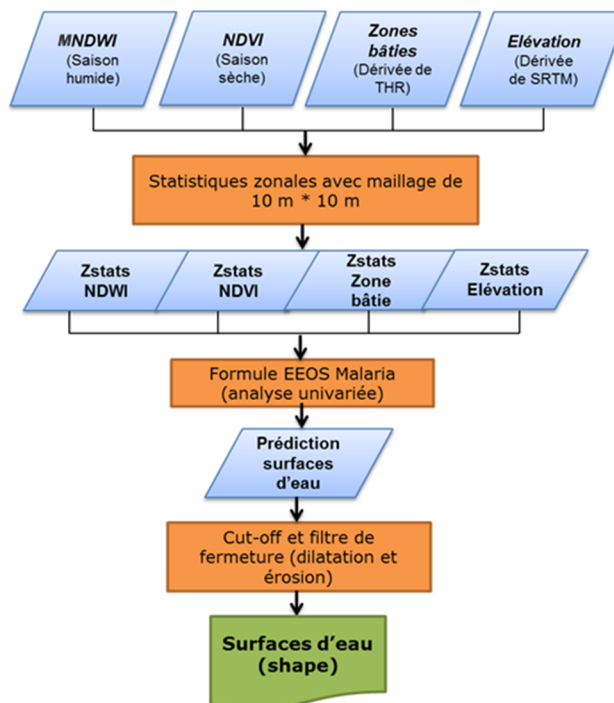 MNDWI
(Saison
humide)
NDVI
(Saison
sèche)
Zones
bâties
(Dérivée de
THR)
Elévation
(Dérivée
de SRTM)
Statistiques zonales avec maillage de
10 m * 10 m
Zstats
NDWI
Zstats
NDVI
Zstats
Zone
bâtie
Zstats
Elévation
Formule EEOS Malaria
(analyse univariée)
Prédiction
surfaces
d'eau
Cut-off et filtre de
fermeture (dilatation et
érosion)
Surfaces d'eau
(shape)